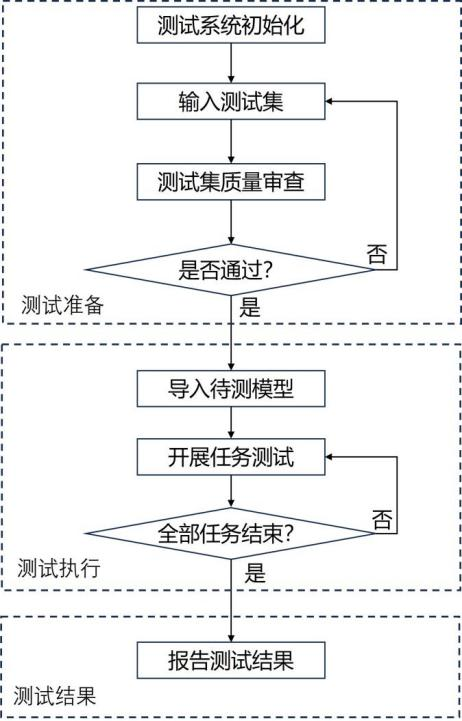 测试系统初始化
输入测试集
测试集质量审查
否
是否通过？
测试准备
是
导入待测模型
开展任务测试
否
全部任务结束？
测试执行
是
报告测试结果
测试结果